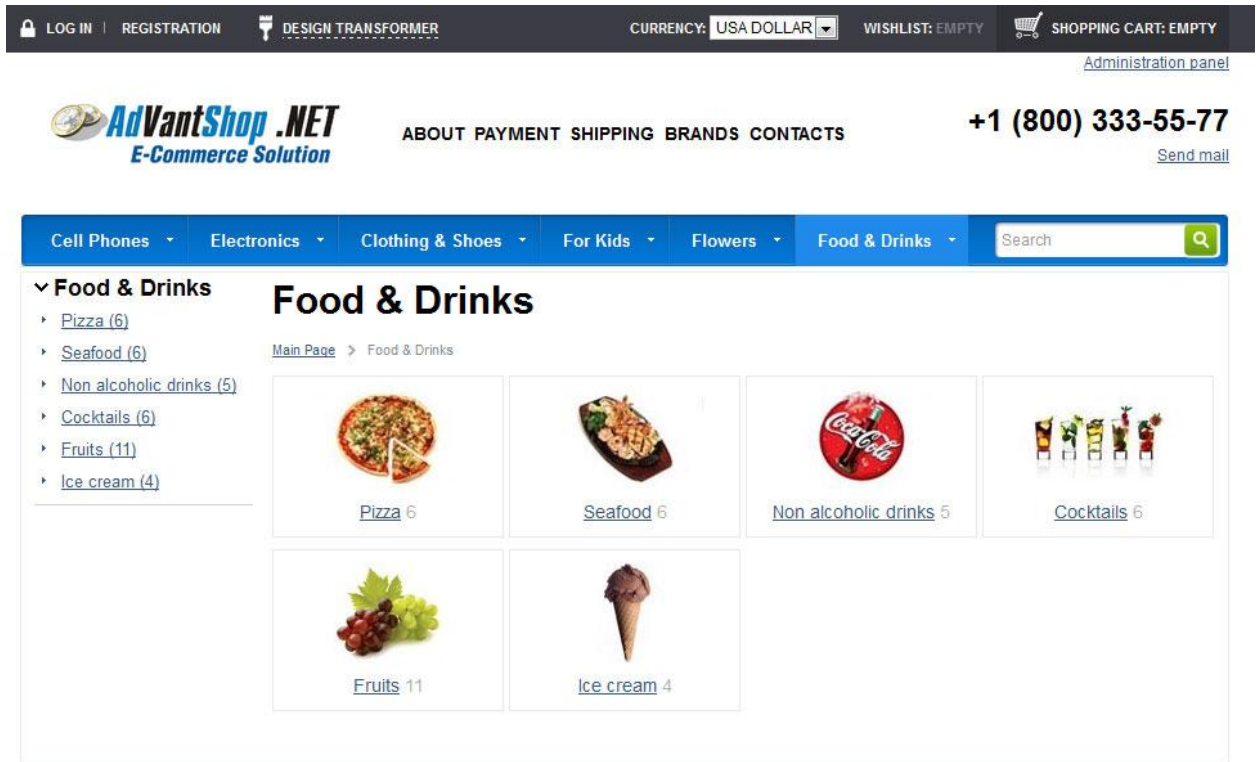 LOG IN | REGISTRATION DESIGN TRANSFORMER CURRENCY: USA DOLLAR WISHLIST: EMPTY SHOPPING CART: EMPTY
Administration panel
AdVantShop .NET
E-Commerce Solution
ABOUT PAYMENT SHIPPING BRANDS CONTACTS
+1 (800) 333-55-77
Send mail
Cell Phones Electronics Clothing & Shoes For Kids Flowers Food & Drinks Search
Food & Drinks
Pizza (6)
Seafood (6)
Non alcoholic drinks (5)
Cocktails (6)
Fruits (11)
Ice cream (4)
Food & Drinks
Main Page > Food & Drinks
Coca-Cola
Pizza 6 Seafood 6 Non alcoholic drinks 5 Cocktails 6
Fruits 11 Ice cream 4